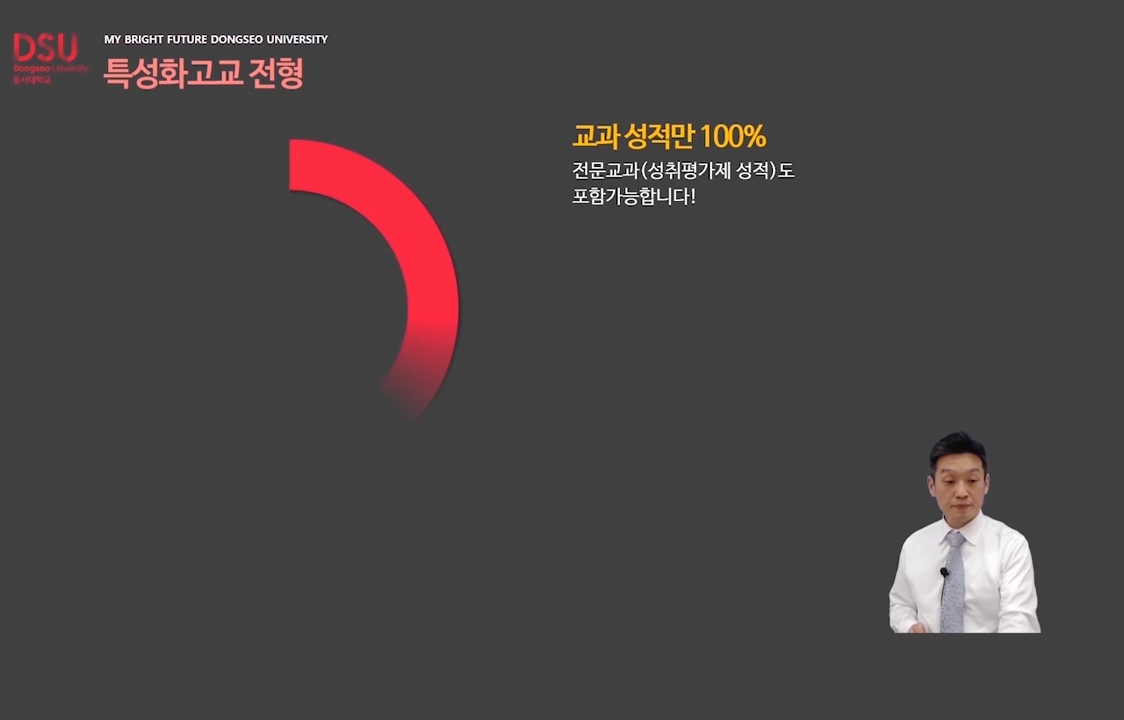 DSU
Dongseo University
동서대학교
MY BRIGHT FUTURE DONGSEO UNIVERSITY
특성화고교 전형
교과 성적만 100%
전문교과(성취평가제 성적)도
포함가능합니다!